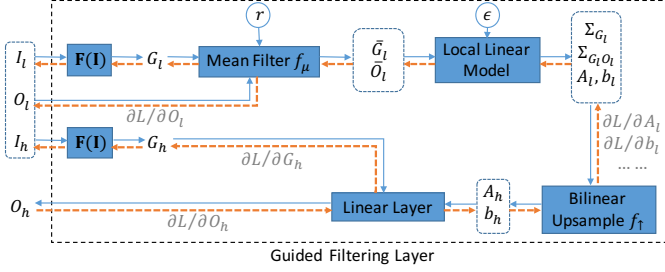 r
ϵ
I_l
F(I)
G_l
Mean Filter f_μ
Ḡ_l
Ō_l
Local Linear
Model
Σ_{G_l}
Σ_{G_l O_l}
A_l, b_l
O_l
∂L/∂O_l
I_h
F(I)
G_h
∂L/∂G_h
∂L/∂A_l
∂L/∂b_l
... ...
O_h
∂L/∂O_h
Linear Layer
A_h
b_h
Bilinear
Upsample f_↑
Guided Filtering Layer